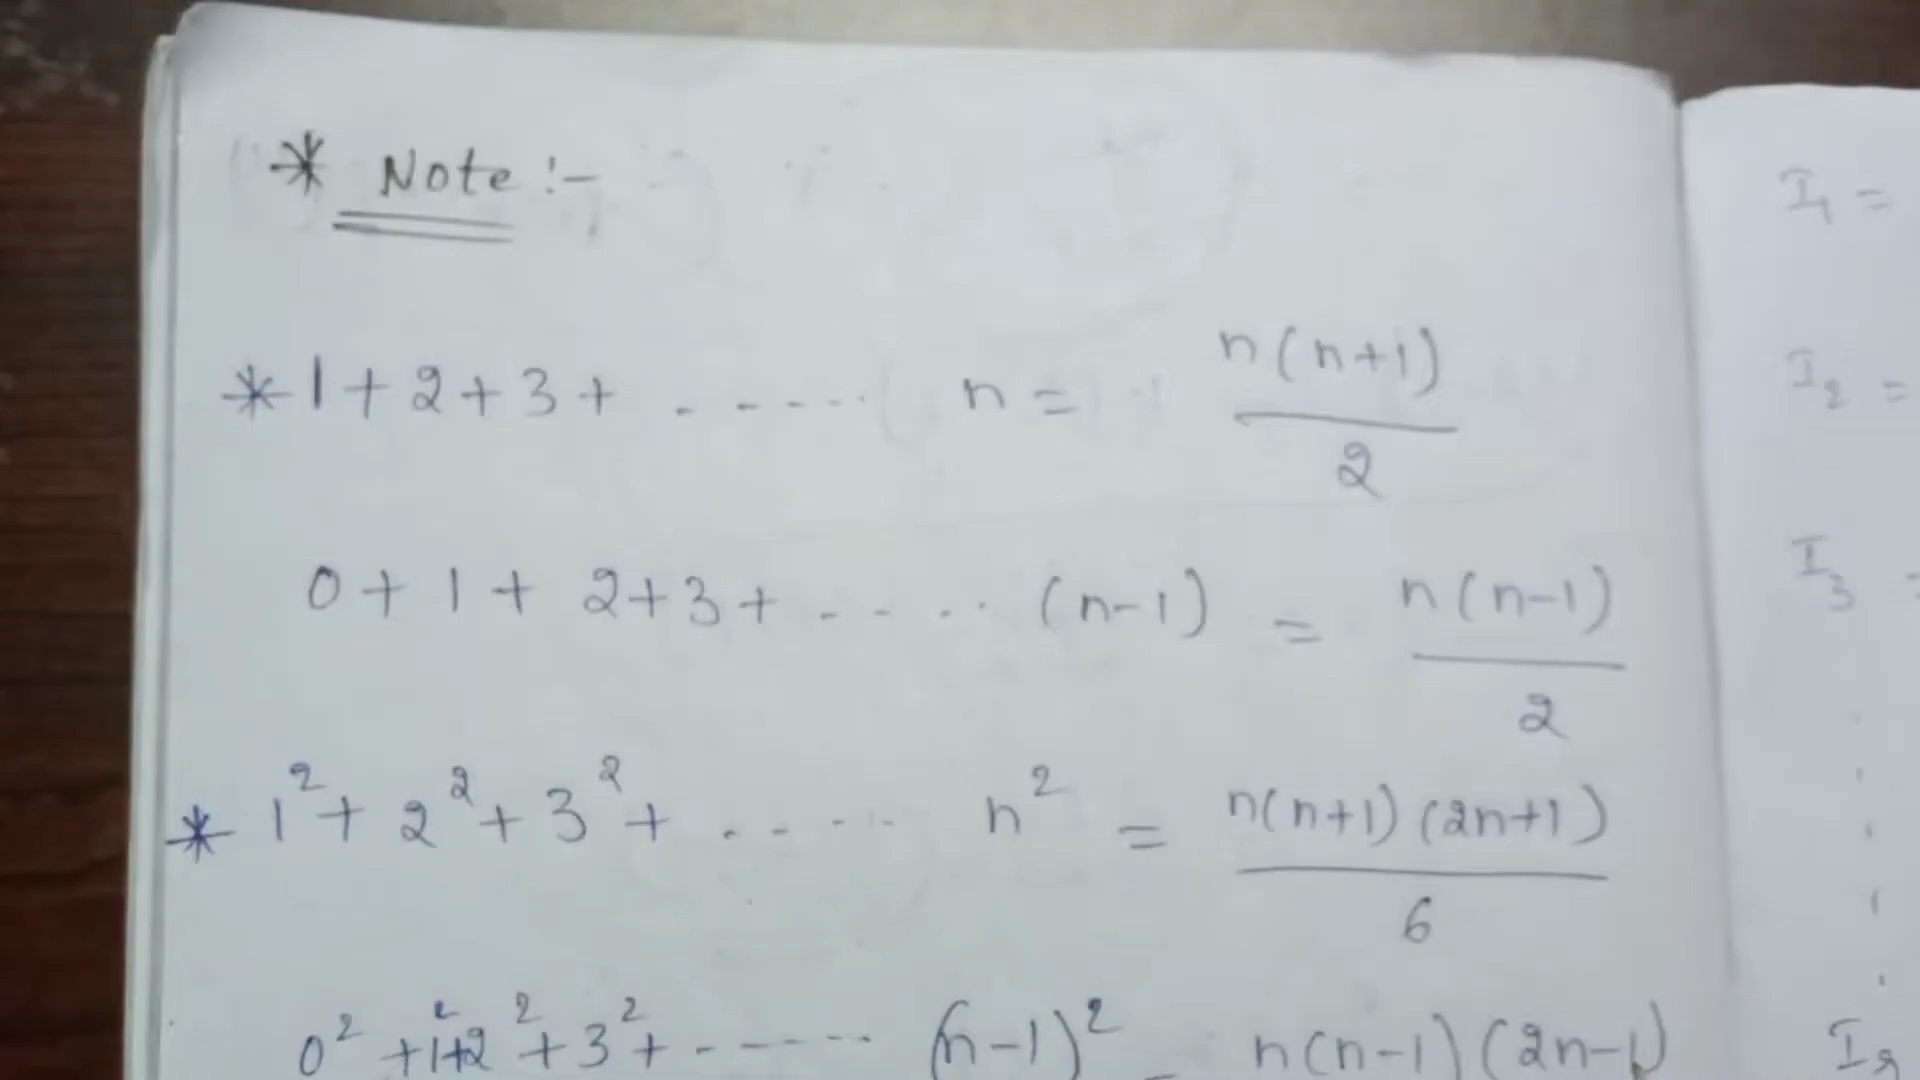 * Note :-
* 1 + 2 + 3 + . - - - - . . n = n(n+1)/2
0 + 1 + 2 + 3 + . - . . . (n-1) = n(n-1)/2
* 1² + 2² + 3² + . - - - - . n² = n(n+1)(2n+1)/6
0² + 1² + 2² + 3² + - - - - - - (n-1)² = n(n-1)(2n-1)
I₁ =
I₂ =
I₃ =